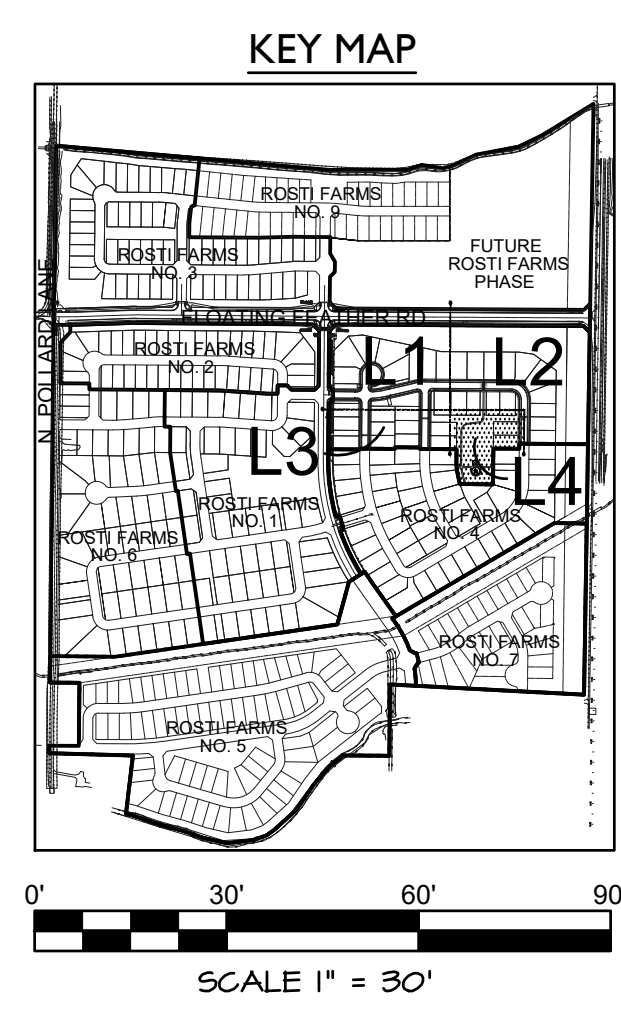 KEY MAP
ROSTI FARMS
NO. 9
ROSTI FARMS
NO. 3
FUTURE
ROSTI FARMS
PHASE
N. POLLARD LANE
FLOATING FEATHER RD
ROSTI FARMS
NO. 2
L1
L2
L3
L4
ROSTI FARMS
NO. 1
ROSTI FARMS
NO. 4
ROSTI FARMS
NO. 6
ROSTI FARMS
NO. 7
ROSTI FARMS
NO. 5
0' 30' 60' 90
SCALE 1" = 30'